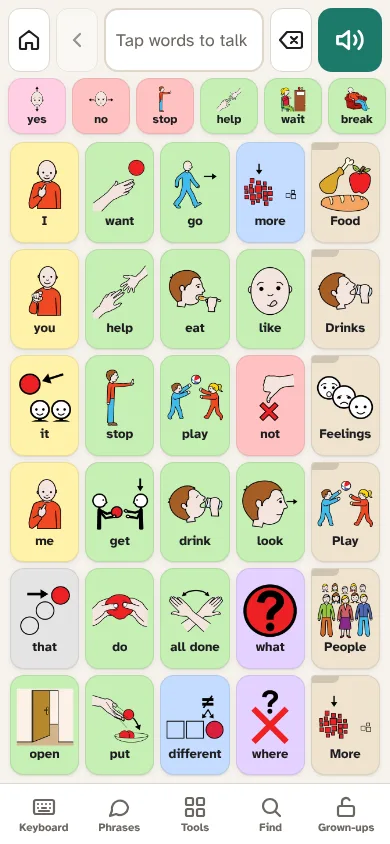 Tap words to talk
yes no stop help wait break
I want go more Food
you help eat like Drinks
it stop play not Feelings
me get drink look Play
that do all done what People
open put different where More
Keyboard Phrases Tools Find Grown-ups